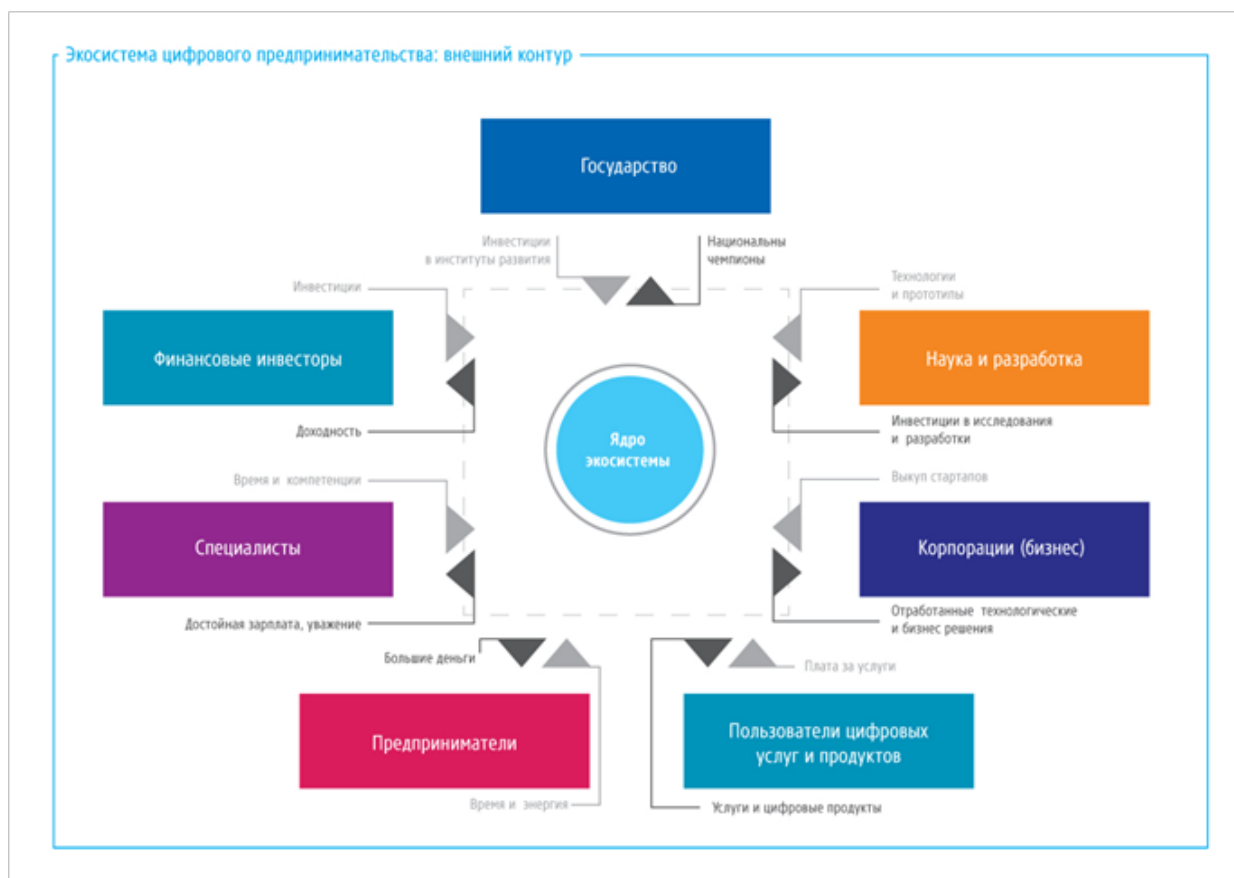 Экосистема цифрового предпринимательства: внешний контур
Государство
Инвестиции
в институты развития
Национальны
чемпионы
Инвестиции
Технологии
и прототипы
Финансовые инвесторы
Наука и разработка
Доходность
Инвестиции в исследования
и разработки
Ядро
экосистемы
Время и компетенции
Выкуп стартапов
Специалисты
Корпорации (бизнес)
Достойная зарплата, уважение
Отработанные технологические
и бизнес решения
Большие деньги
Плата за услуги
Предприниматели
Пользователи цифровых
услуг и продуктов
Время и энергия
Услуги и цифровые продукты